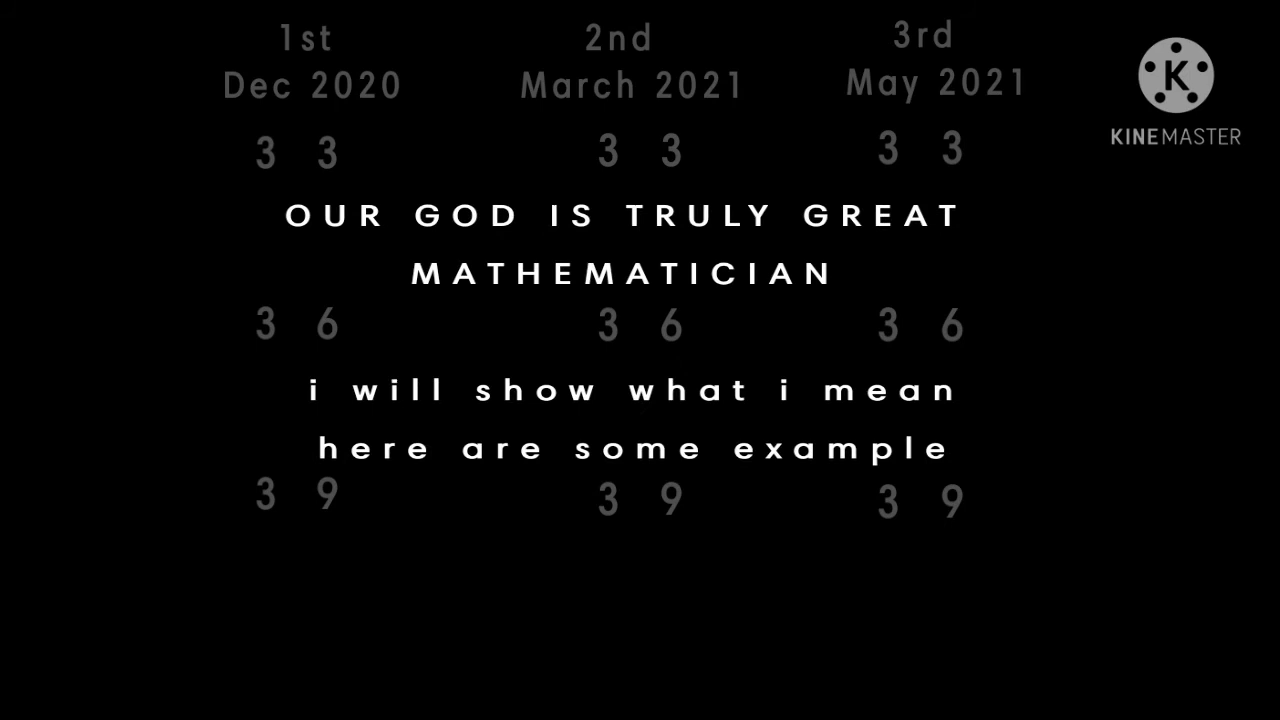 1st 2nd 3rd
Dec 2020 March 2021 May 2021
KINEMASTER
3 3 3 3 3 3
OUR GOD IS TRULY GREAT
MATHEMATICIAN
3 6 3 6 3 6
i will show what i mean
here are some example
3 9 3 9 3 9